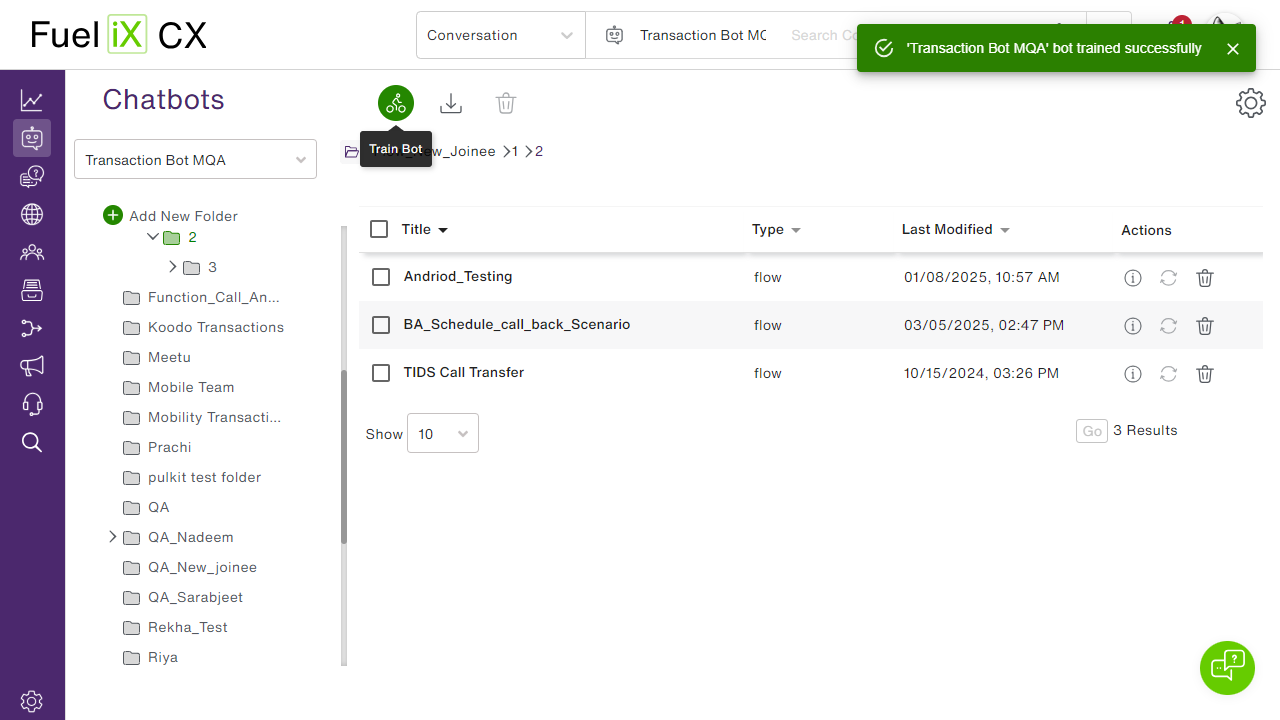 Fuel iX CX
Conversation
Transaction Bot MQ
Search Co
1
'Transaction Bot MQA' bot trained successfully
Chatbots
Train Bot
Transaction Bot MQA
New_Joinee
1
2
Add New Folder
2
3
Function_Call_An...
Koodo Transactions
Meetu
Mobile Team
Mobility Transacti...
Prachi
pulkit test folder
QA
QA_Nadeem
QA_New_joinee
QA_Sarabjeet
Rekha_Test
Riya
Title Type Last Modified Actions
Andriod_Testing flow 01/08/2025, 10:57 AM
BA_Schedule_call_back_Scenario flow 03/05/2025, 02:47 PM
TIDS Call Transfer flow 10/15/2024, 03:26 PM
Show 10 Go 3 Results